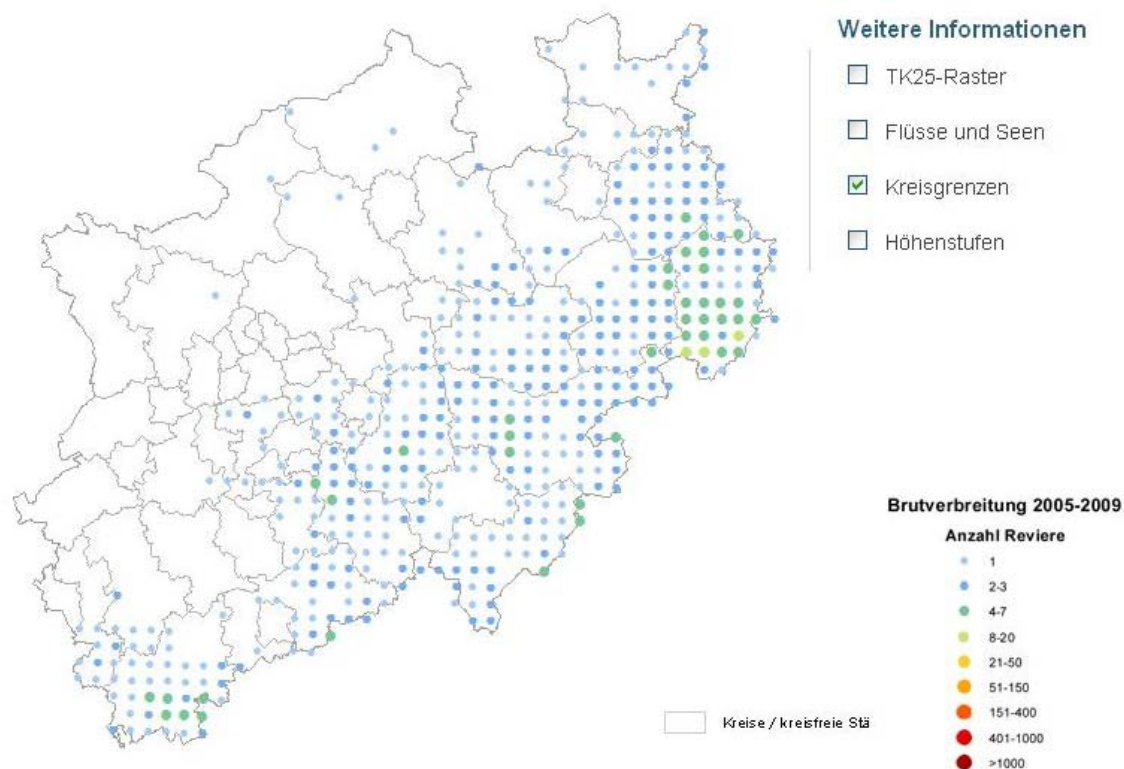 Weitere Informationen
TK25-Raster
Flüsse und Seen
Kreisgrenzen
Höhenstufen
Brutverbreitung 2005-2009
Anzahl Reviere
1
2-3
4-7
8-20
21-50
51-150
151-400
401-1000
>1000
Kreise / kreisfreie Stä